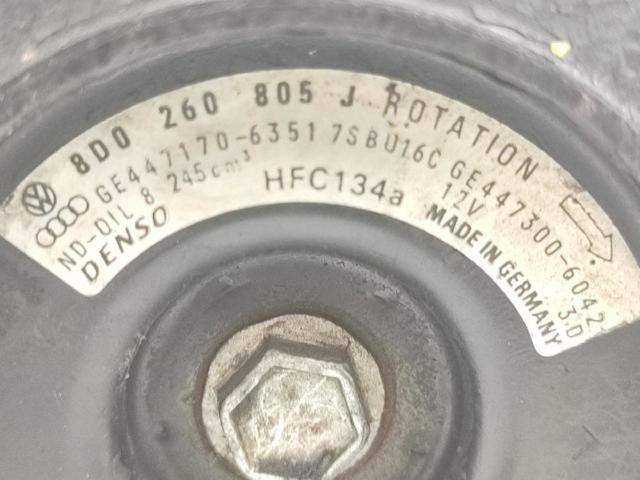 8D0 260 805 J ROTATION
GE447170-6351 7SBU16C GE447300-6042
ND-OIL 8 245cm³ HFC134a 12V 3.0
DENSO MADE IN GERMANY